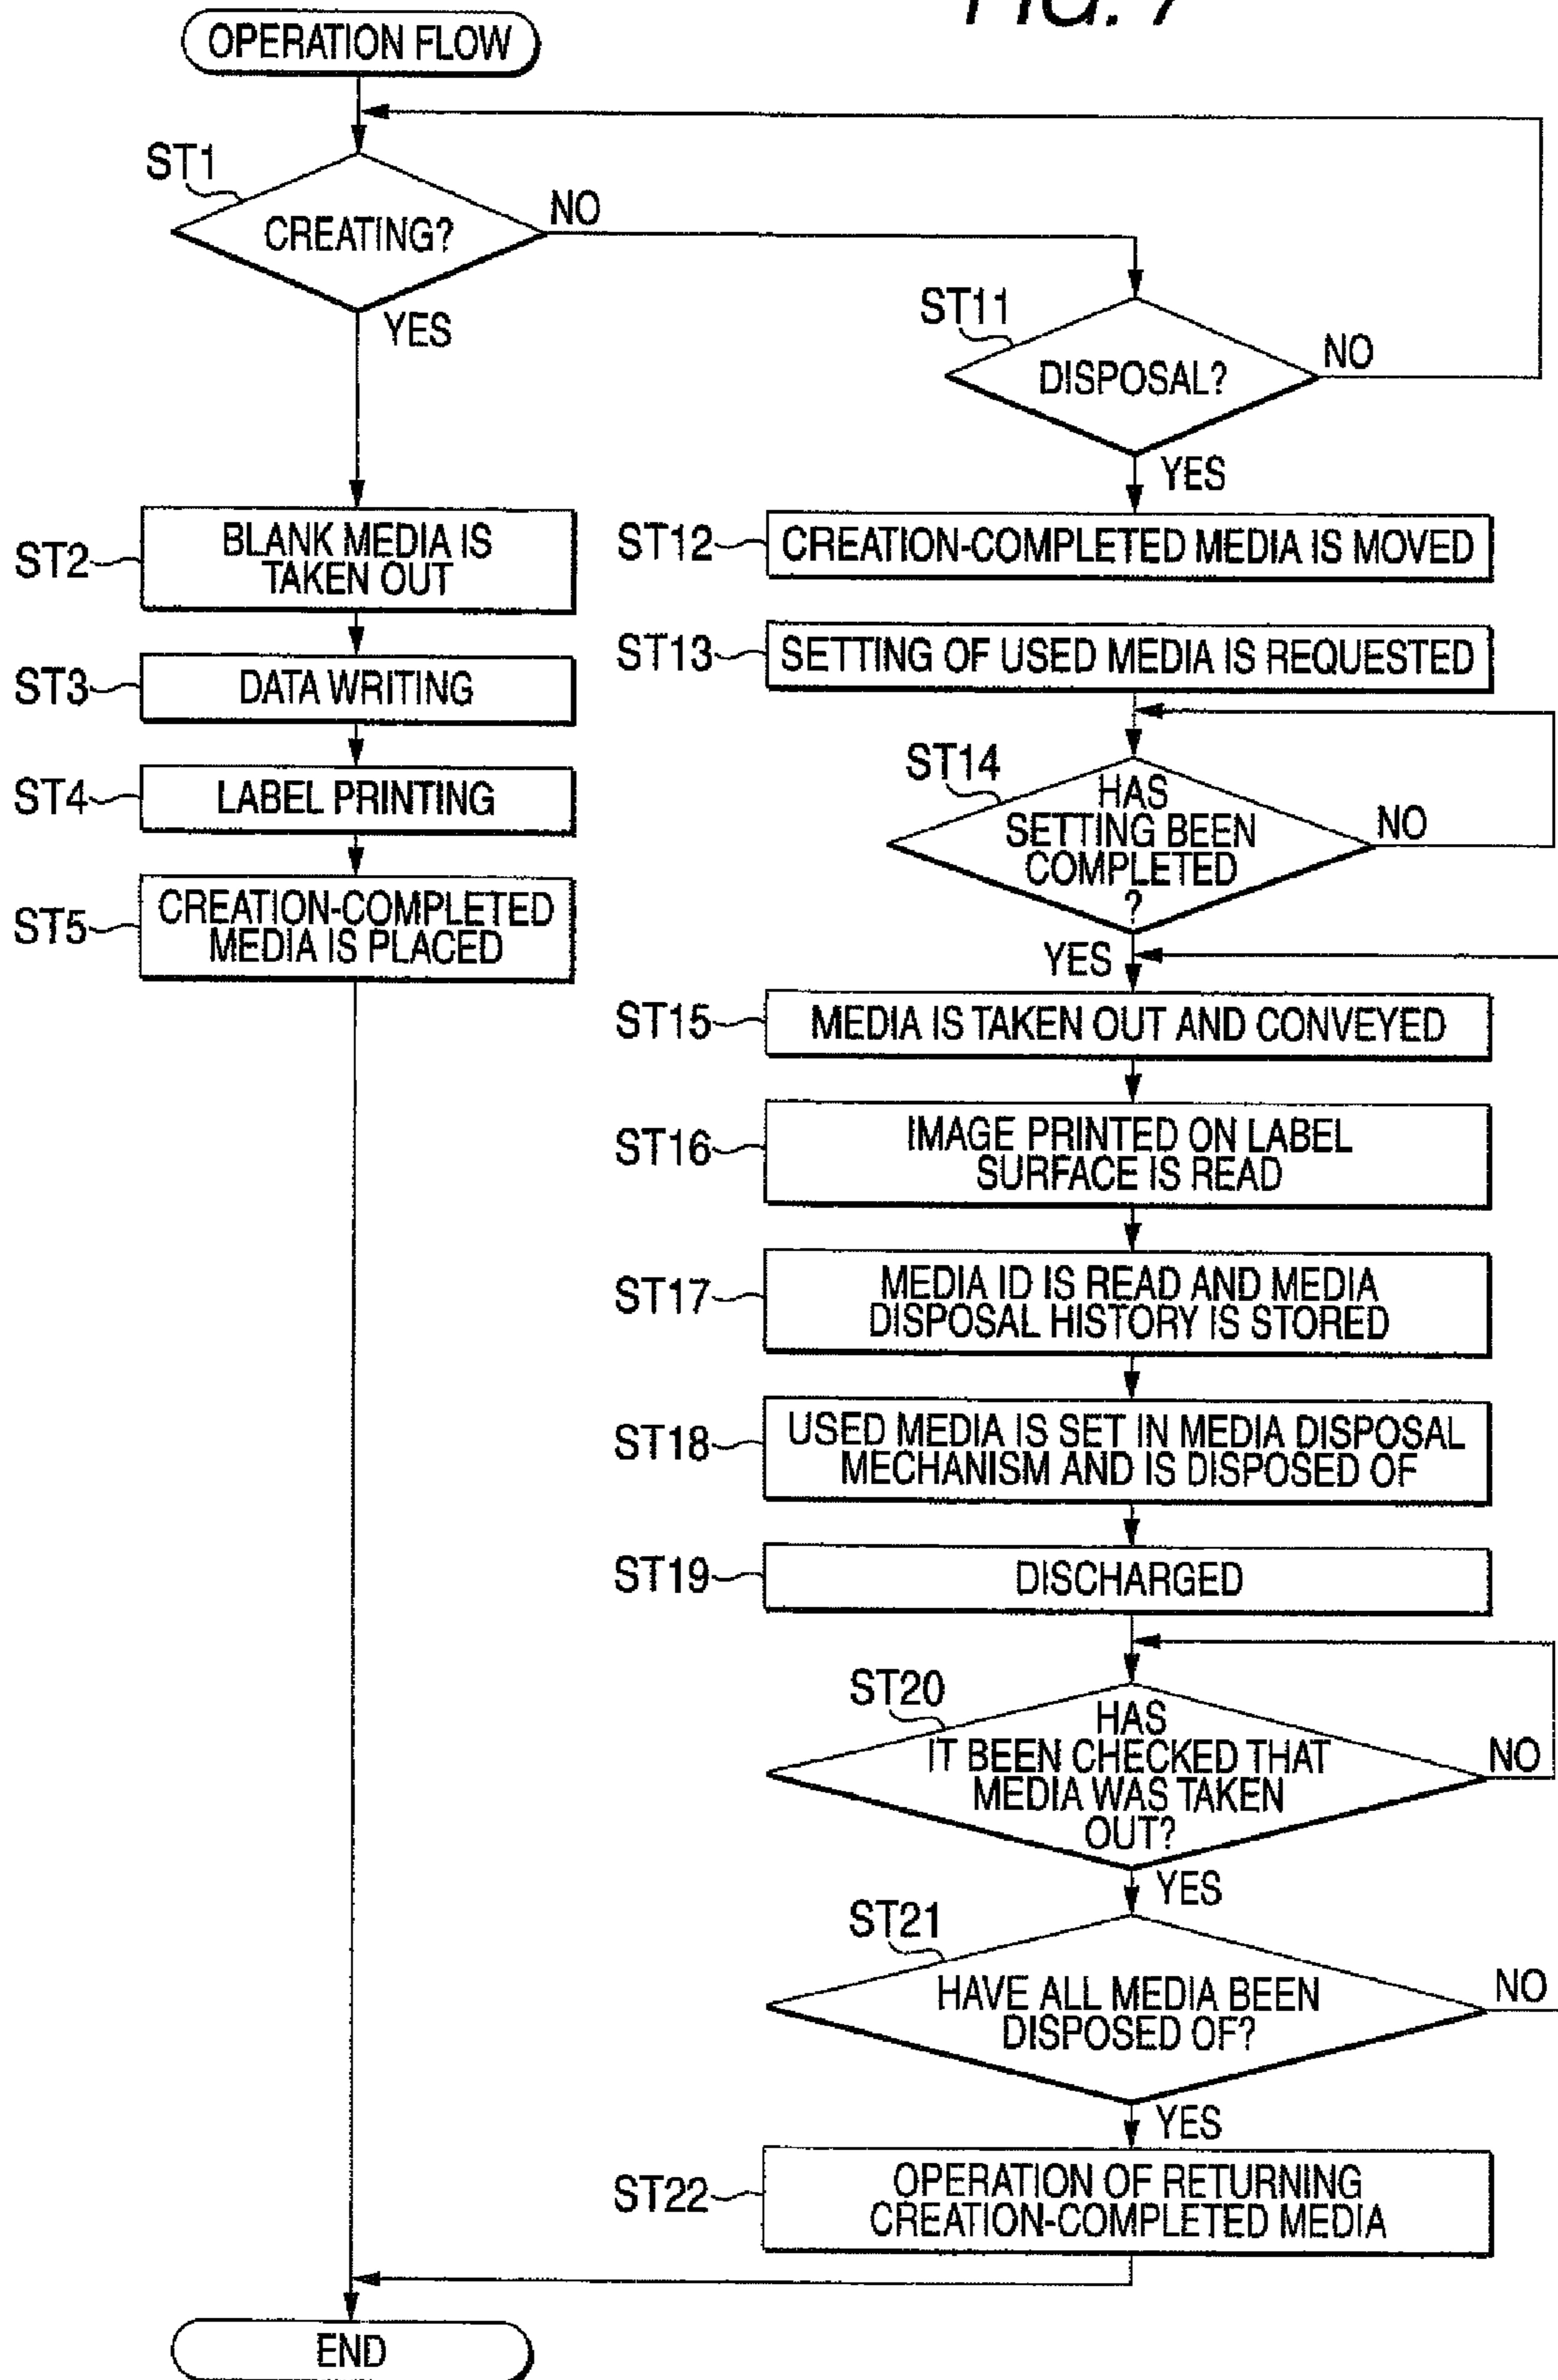 FIG. 7
OPERATION FLOW
ST1
CREATING?
NO
YES
ST11
DISPOSAL?
NO
YES
ST2
BLANK MEDIA IS
TAKEN OUT
ST3
DATA WRITING
ST4
LABEL PRINTING
ST5
CREATION-COMPLETED
MEDIA IS PLACED
ST12
CREATION-COMPLETED MEDIA IS MOVED
ST13
SETTING OF USED MEDIA IS REQUESTED
ST14
HAS
SETTING BEEN
COMPLETED
?
NO
YES
ST15
MEDIA IS TAKEN OUT AND CONVEYED
ST16
IMAGE PRINTED ON LABEL
SURFACE IS READ
ST17
MEDIA ID IS READ AND MEDIA
DISPOSAL HISTORY IS STORED
ST18
USED MEDIA IS SET IN MEDIA DISPOSAL
MECHANISM AND IS DISPOSED OF
ST19
DISCHARGED
ST20
HAS
IT BEEN CHECKED THAT
MEDIA WAS TAKEN
OUT?
NO
YES
ST21
HAVE ALL MEDIA BEEN
DISPOSED OF?
NO
YES
ST22
OPERATION OF RETURNING
CREATION-COMPLETED MEDIA
END